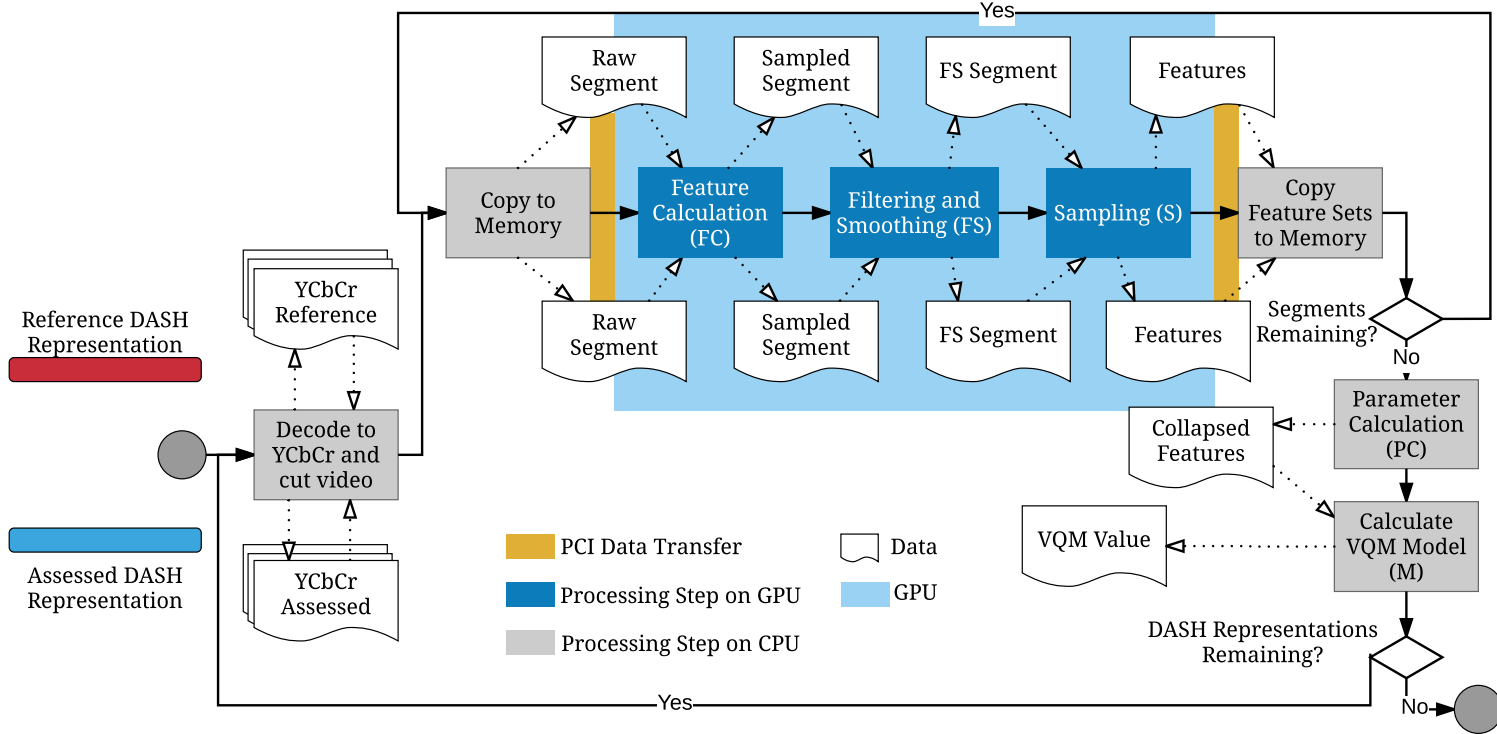 Yes
Raw
Segment
Sampled
Segment
FS Segment
Features
Copy to
Memory
Feature
Calculation
(FC)
Filtering and
Smoothing (FS)
Sampling (S)
Copy
Feature Sets
to Memory
Raw
Segment
Sampled
Segment
FS Segment
Features
Segments
Remaining?
No
YCbCr
Reference
Reference DASH
Representation
Decode to
YCbCr and
cut video
Assessed DASH
Representation
YCbCr
Assessed
Parameter
Calculation
(PC)
Collapsed
Features
Calculate
VQM Model
(M)
VQM Value
PCI Data Transfer
Data
Processing Step on GPU
GPU
Processing Step on CPU
DASH Representations
Remaining?
Yes
No